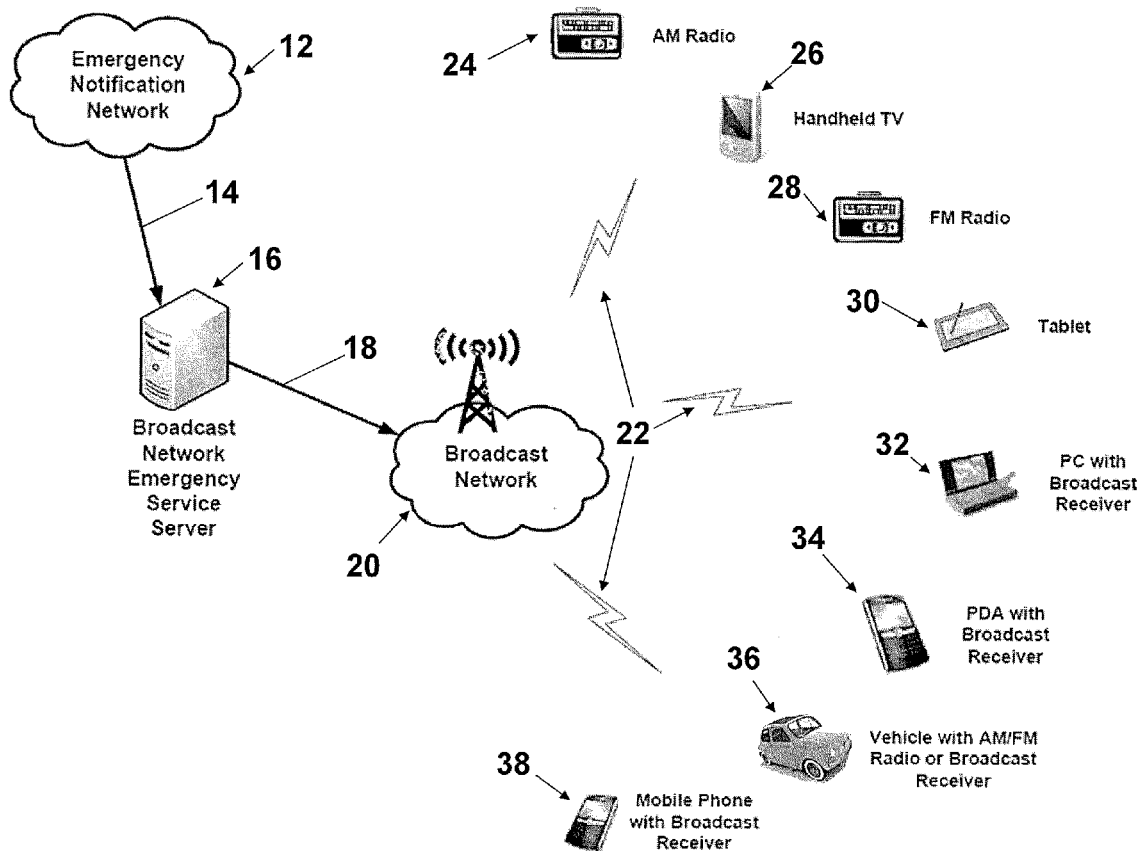 Emergency
Notification
Network
12
14
16
18
Broadcast
Network
Emergency
Service
Server
Broadcast
Network
20
22
24
AM Radio
26
Handheld TV
28
FM Radio
30
Tablet
32
PC with
Broadcast
Receiver
34
PDA with
Broadcast
Receiver
36
Vehicle with AM/FM
Radio or Broadcast
Receiver
38
Mobile Phone
with Broadcast
Receiver